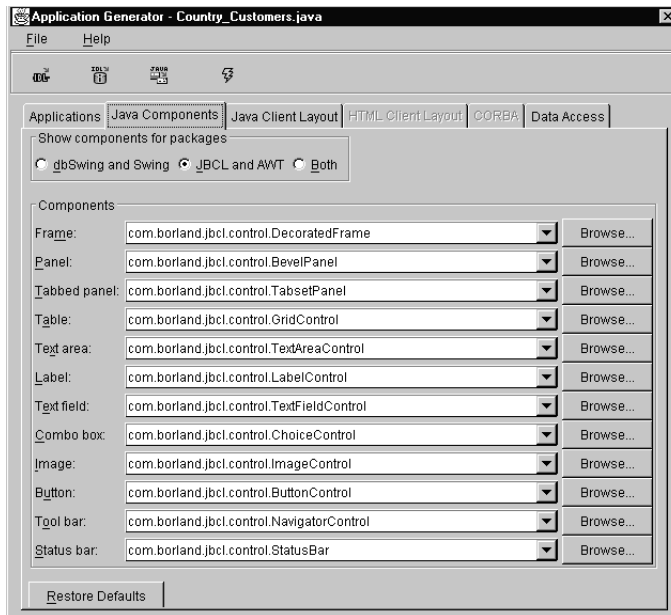 Application Generator - Country_Customers.java
File Help
IDL JAVA
Applications Java Components Java Client Layout HTML Client Layout CORBA Data Access
Show components for packages
dbSwing and Swing JBCL and AWT Both
Components
Frame: com.borland.jbcl.control.DecoratedFrame Browse...
Panel: com.borland.jbcl.control.BevelPanel Browse...
Tabbed panel: com.borland.jbcl.control.TabsetPanel Browse...
Table: com.borland.jbcl.control.GridControl Browse...
Text area: com.borland.jbcl.control.TextAreaControl Browse...
Label: com.borland.jbcl.control.LabelControl Browse...
Text field: com.borland.jbcl.control.TextFieldControl Browse...
Combo box: com.borland.jbcl.control.ChoiceControl Browse...
Image: com.borland.jbcl.control.ImageControl Browse...
Button: com.borland.jbcl.control.ButtonControl Browse...
Tool bar: com.borland.jbcl.control.NavigatorControl Browse...
Status bar: com.borland.jbcl.control.StatusBar Browse...
Restore Defaults